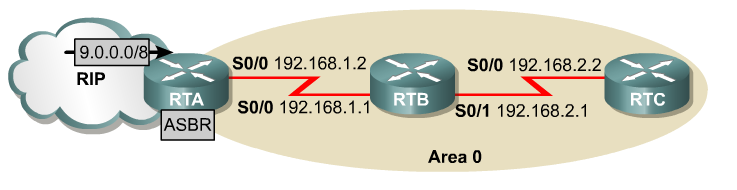 9.0.0.0/8
RIP
RTA
ASBR
S0/0 192.168.1.2
S0/0 192.168.1.1
RTB
S0/0 192.168.2.2
S0/1 192.168.2.1
RTC
Area 0